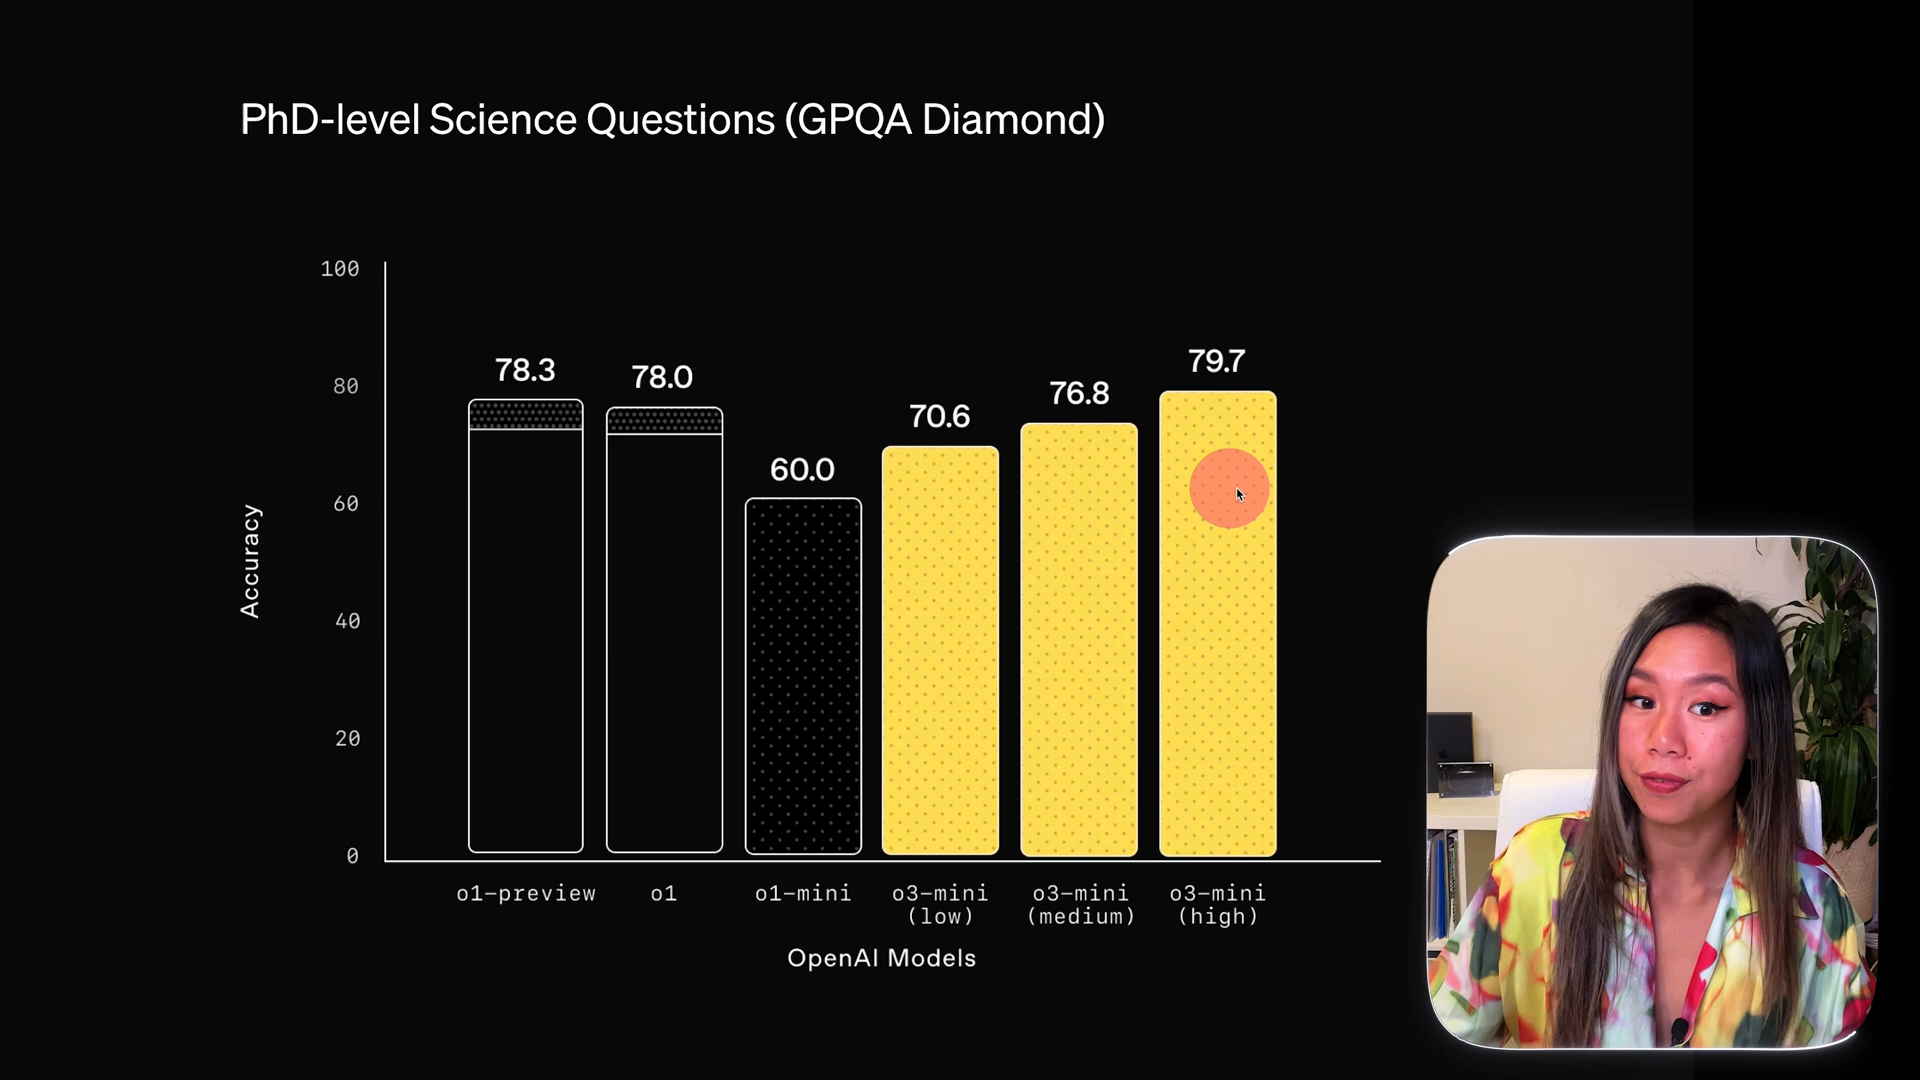 PhD-level Science Questions (GPQA Diamond)
100
80
60
40
20
0
Accuracy
78.3
78.0
60.0
70.6
76.8
79.7
o1-preview
o1
o1-mini
o3-mini
(low)
o3-mini
(medium)
o3-mini
(high)
OpenAI Models